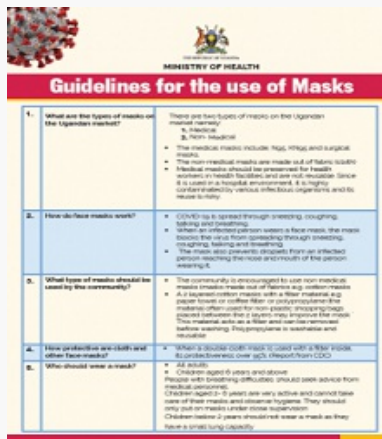 THE REPUBLIC OF UGANDA
MINISTRY OF HEALTH
Guidelines for the use of Masks
1.
What are the types of masks on
the Ugandan market?
There are two types of masks on the Ugandan
market namely:
1. Medical
2. Non- Medical
• The medical masks include: N95, KN95 and surgical
masks.
• The non-medical masks are made out of fabric (cloth)
• Medical masks should be preserved for health
workers in health facilities and are not reusable. Since
it is used in a hospital environment, it is highly
contaminated by various infectious organisms and its
reuse is risky.
2.
How do face masks work?
• COVID-19 is spread through sneezing, coughing,
talking and breathing.
• When an infected person wears a face mask, the mask
blocks the virus from spreading through sneezing,
coughing, talking and breathing.
• The mask also prevents droplets from an infected
person reaching the nose and mouth of the person
wearing it.
3.
What type of masks should be
used by the community?
• The community is encouraged to use non medical
masks (masks made out of fabrics e.g. cotton masks
A 2 layered cotton masks with a filter material e.g.
paper towel or coffee filter or polypropylene (the
material often used for non-plastic shopping bags
placed between the 2 layers may improve the mask.
This material acts as a filter and can be removed
before washing. Polypropylene is washable and
reusable
4.
How protective are cloth and
other face masks?
• When a double cloth mask is used with a filter inside,
its protectiveness is over 95% (Report from CDC)
5.
Who should wear a mask?
• All adults
• Children aged 6 years and above
People with breathing difficulties should seek advice from
medical personnel.
Children aged 2- 5 years are very active and cannot take
care of their masks and observe hygiene. They should
only put on masks under close supervision
Children below 2 years should not wear a mask as they
have a small lung capacity